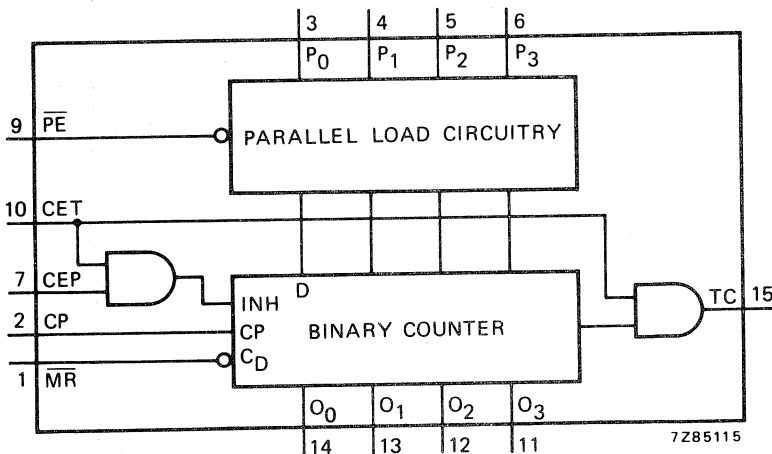 3 4 5 6
P0 P1 P2 P3
9 PE
PARALLEL LOAD CIRCUITRY
10 CET
7 CEP
D
INH
TC 15
2 CP
CP
BINARY COUNTER
CD
1 MR
O0 O1 O2 O3
14 13 12 11
7Z85115